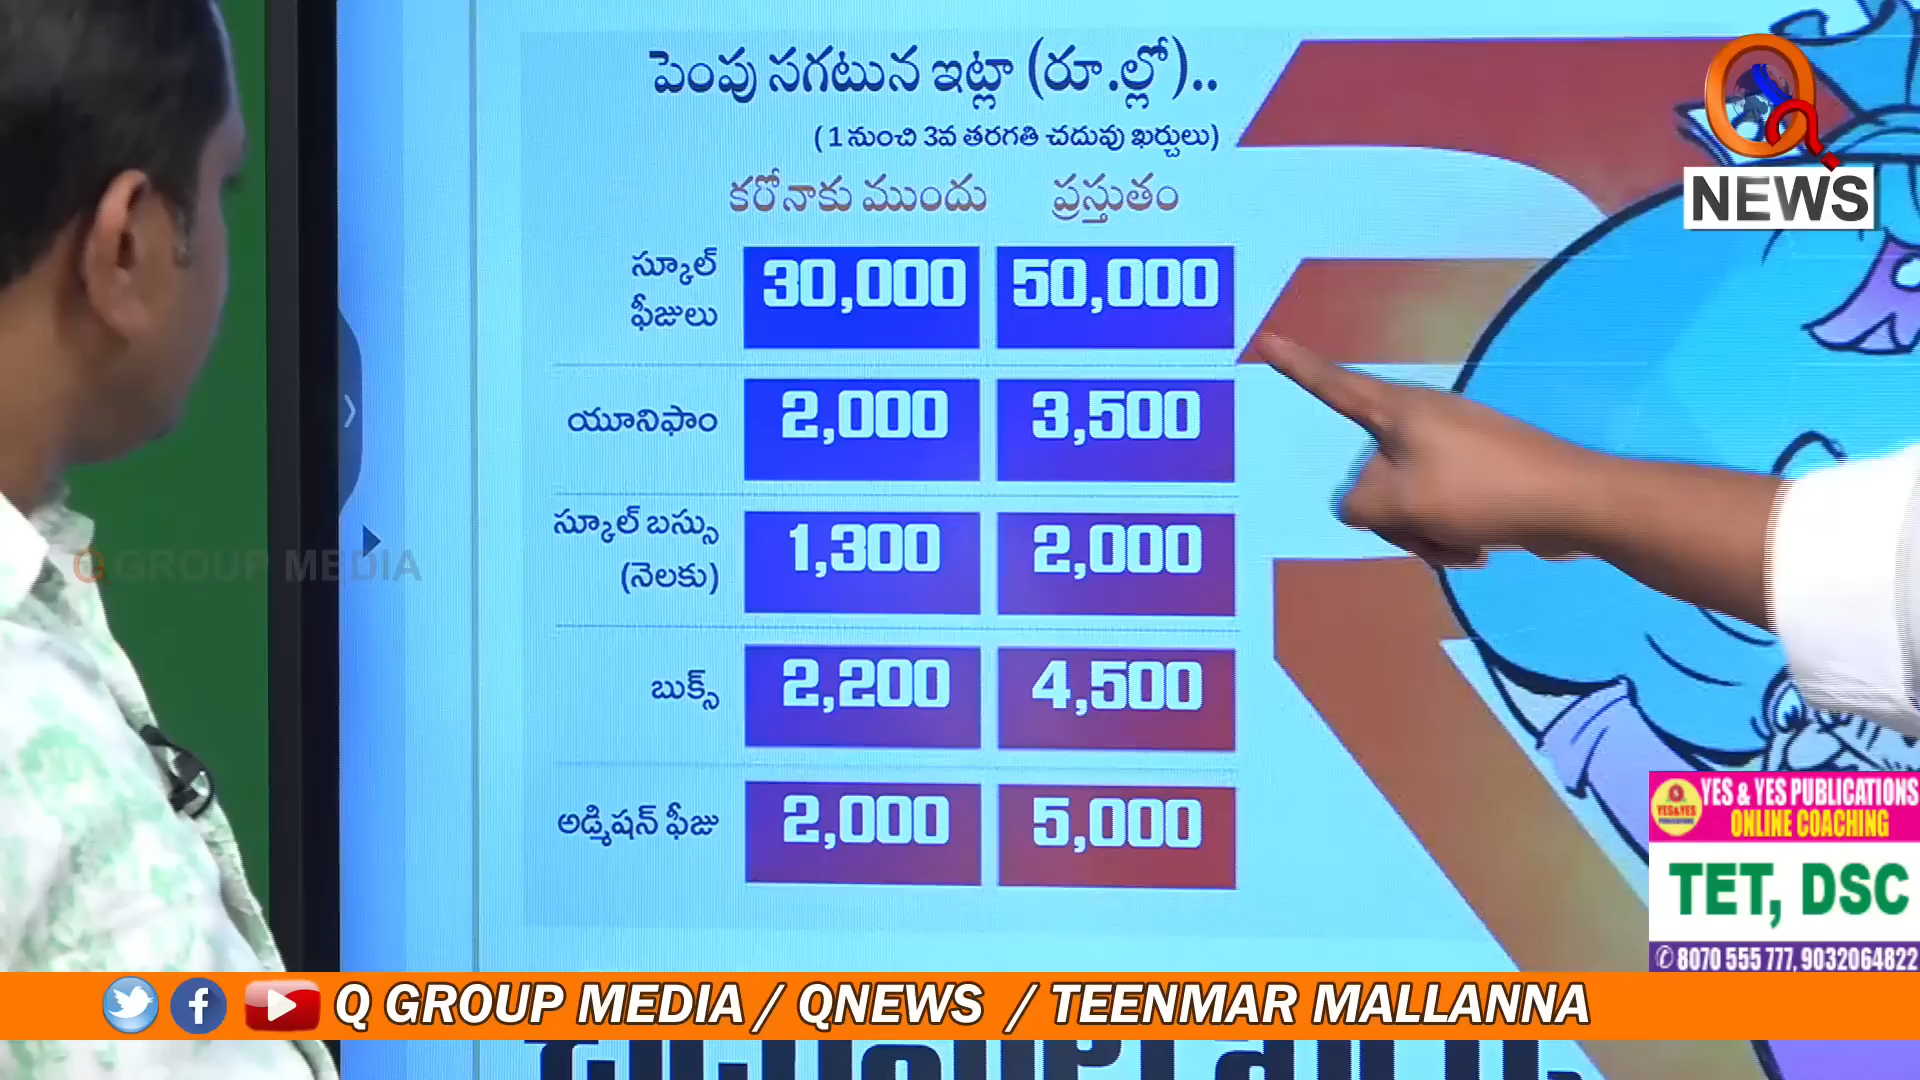 పెంపు సగటున ఇట్లా (రూ.ల్లో)..
(1 నుంచి 3వ తరగతి చదువు ఖర్చులు)
కరోనాకు ముందు ప్రస్తుతం
స్కూల్ ఫీజులు 30,000 50,000
యూనిఫాం 2,000 3,500
స్కూల్ బస్సు (నెలకు) 1,300 2,000
బుక్స్ 2,200 4,500
అడ్మిషన్ ఫీజు 2,000 5,000
Q NEWS
Q GROUP MEDIA
YES & YES PUBLICATIONS
ONLINE COACHING
YES&YES
TET, DSC
✆ 8070 555 777, 9032064822
Q GROUP MEDIA / QNEWS / TEENMAR MALLANNA